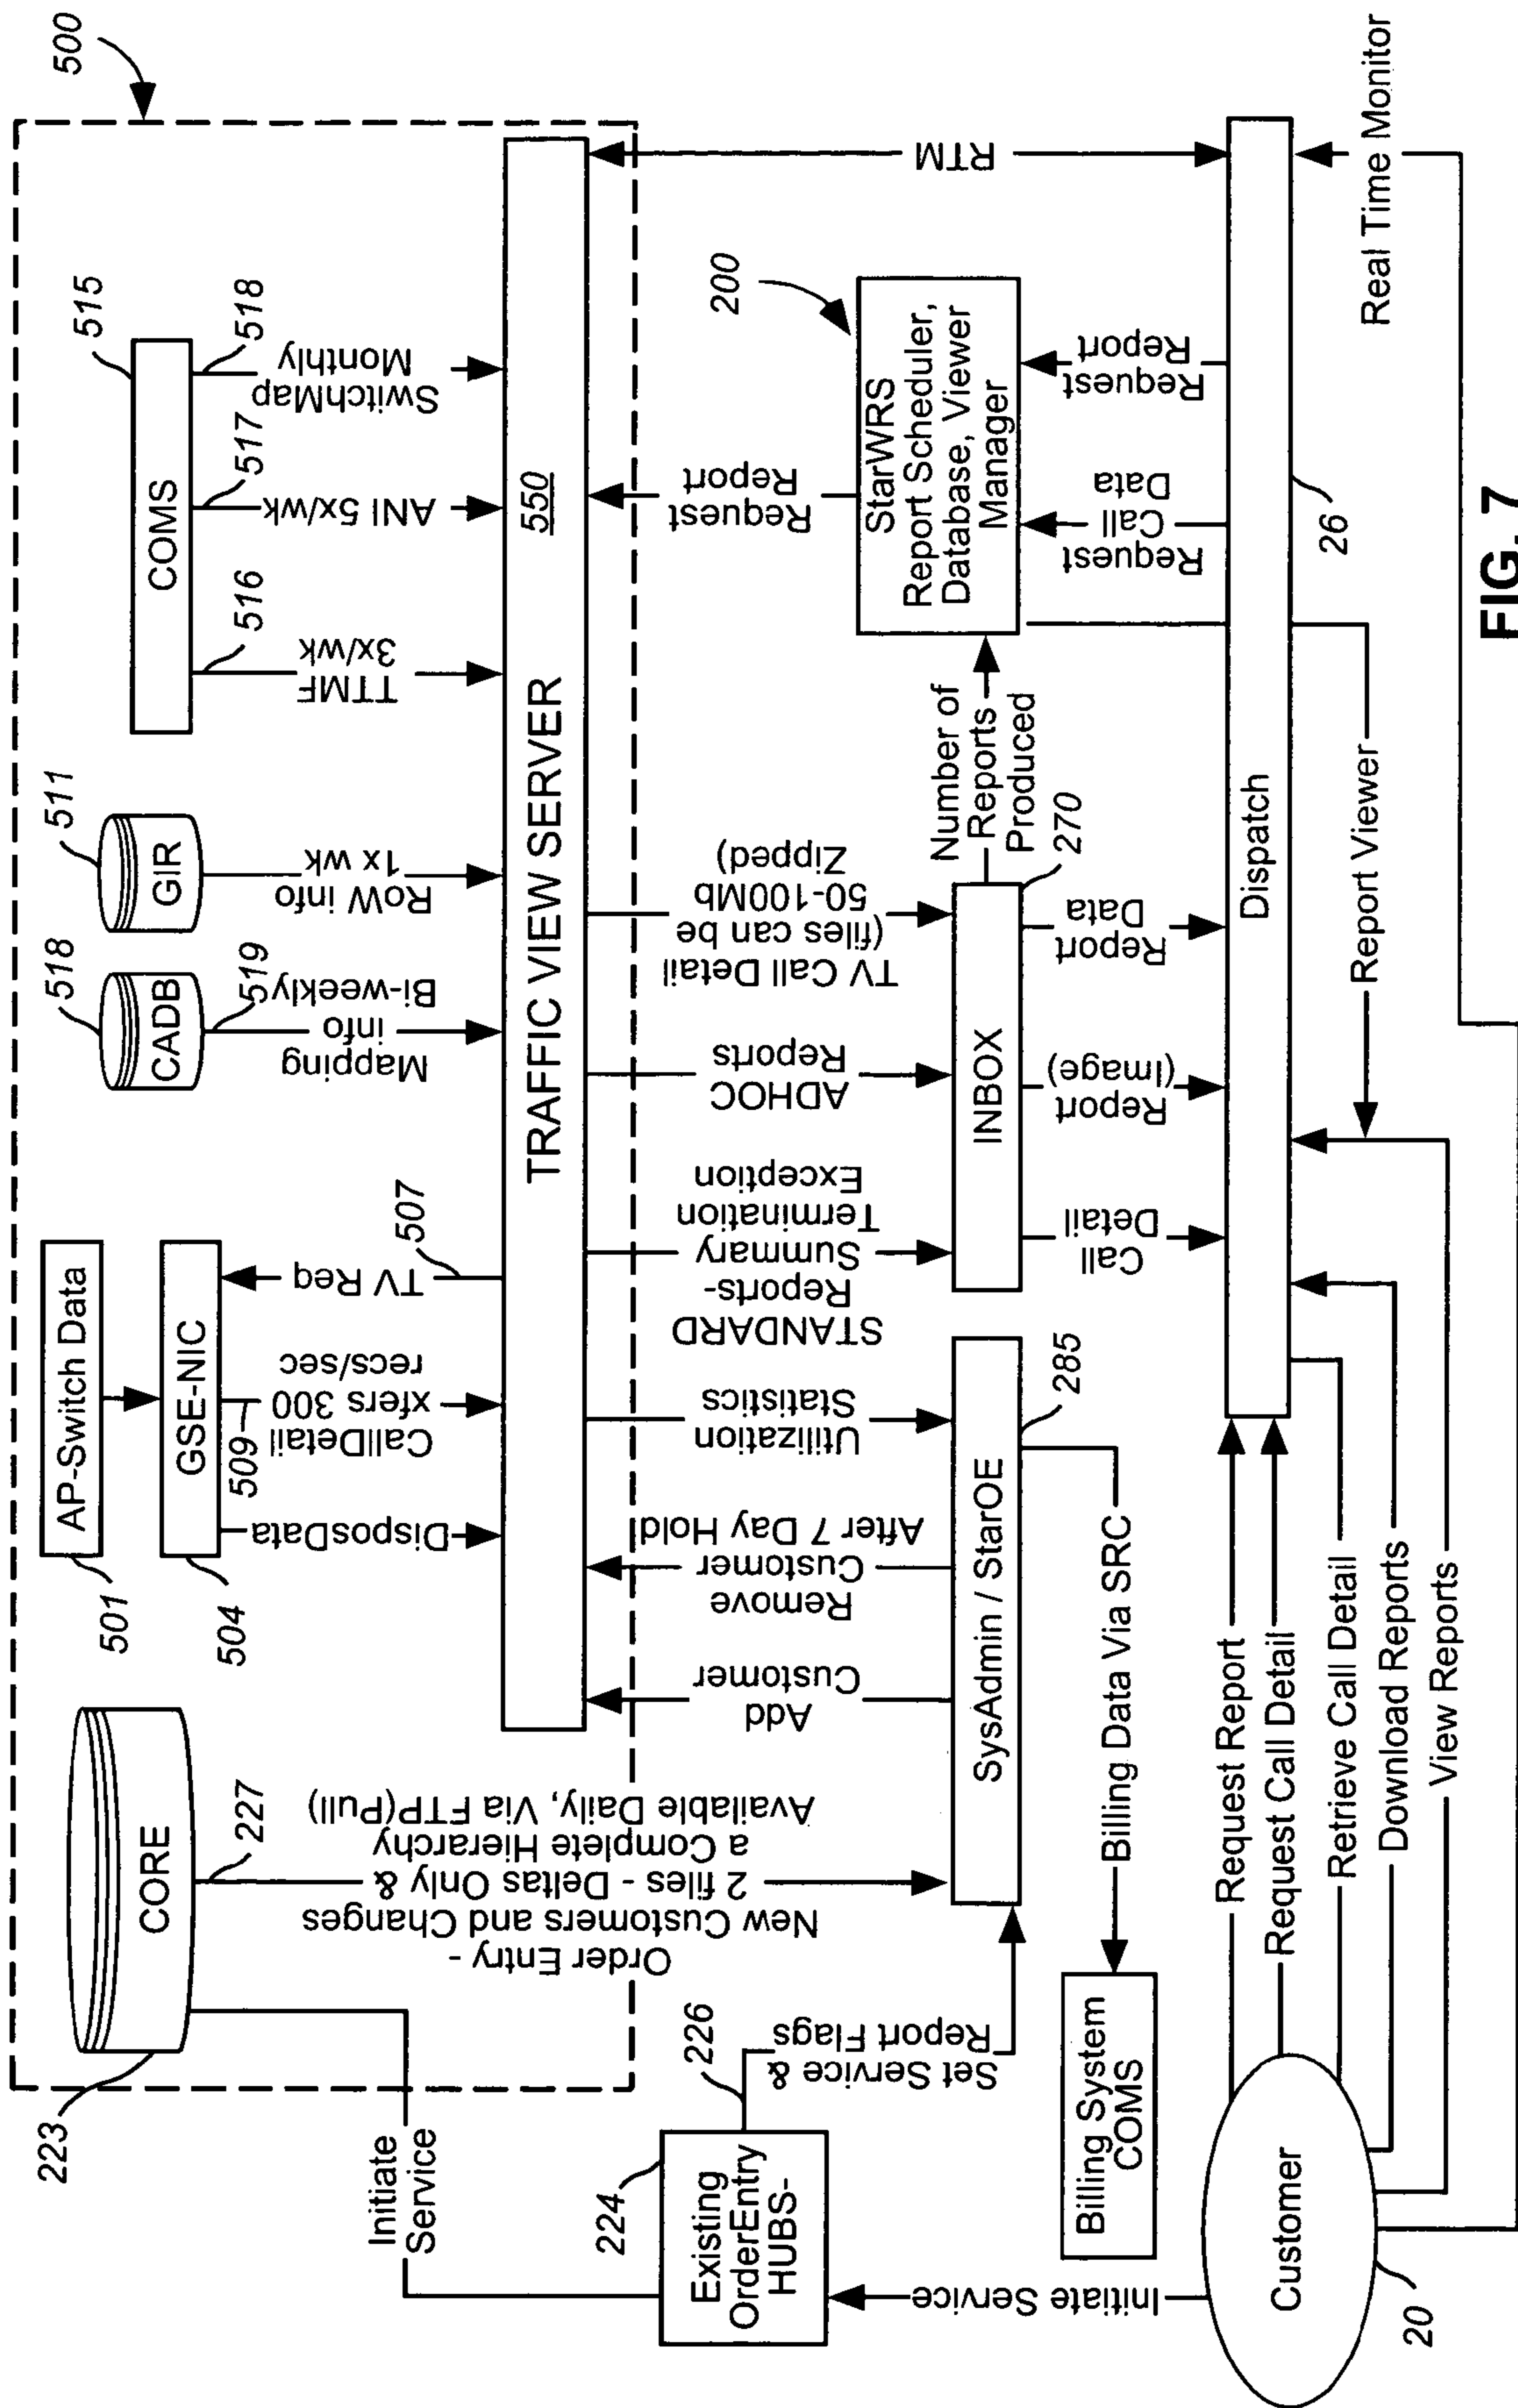 500
223
CORE
227
Order Entry -
New Customers and Changes
2 files - Deltas Only &
a Complete Hierarchy
Available Daily, Via FTP(Pull)
501
AP-Switch Data
504
GSE-NIC
DisposData
509
CallDetail
xfers 300
recs/sec
TV Req
507
518
CADB
519
Mapping
info
Bi-weekly
511
GIR
RoW info
1x wk
515
COMS
516
TTMF
3x/wk
517
ANI 5x/wk
518
SwitchMap
Monthly
TRAFFIC VIEW SERVER
550
Initiate
Service
224
Existing
OrderEntry
HUBS-
226
Set Service &
Report Flags
Add
Customer
Remove
Customer
After 7 Day Hold
Utilization
Statistics
STANDARD
Reports-
Summary
Termination
Exception
ADHOC
Reports
TV Call Detail
(files can be
50-100Mb
Zipped)
Request
Report
RTM
SysAdmin / StarOE
285
INBOX
270
Number of
Reports
Produced
200
StarWRS
Report Scheduler,
Database, Viewer
Manager
Billing System
COMS
Billing Data Via SRC
Call
Detail
Report
(Image)
Report
Data
Request
Call
Data
Request
Report
Initiate Service
Customer
20
Request Report
Request Call Detail
Retrieve Call Detail
Download Reports
View Reports
Dispatch
26
Report Viewer
Real Time Monitor
FIG. 7